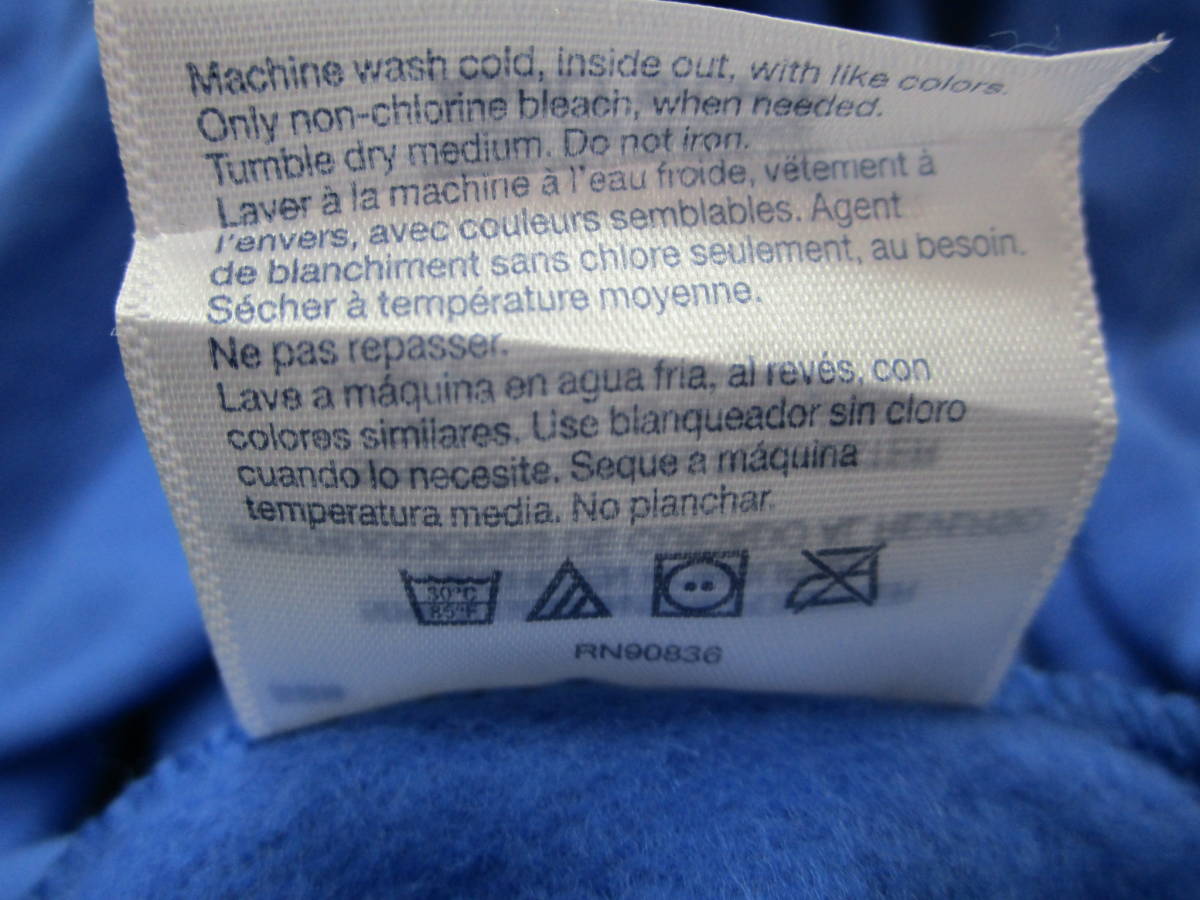 Machine wash cold, inside out, with like colors.
Only non-chlorine bleach, when needed.
Tumble dry medium. Do not iron.
Laver à la machine à l'eau froide, vêtement à
l'envers, avec couleurs semblables. Agent
de blanchiment sans chlore seulement, au besoin.
Sécher à température moyenne.
Ne pas repasser.
Lave a máquina en agua fria, al revés, con
colores similares. Use blanqueador sin cloro
cuando lo necesite. Seque a máquina
temperatura media. No planchar.
30°C
85°F
RN90836